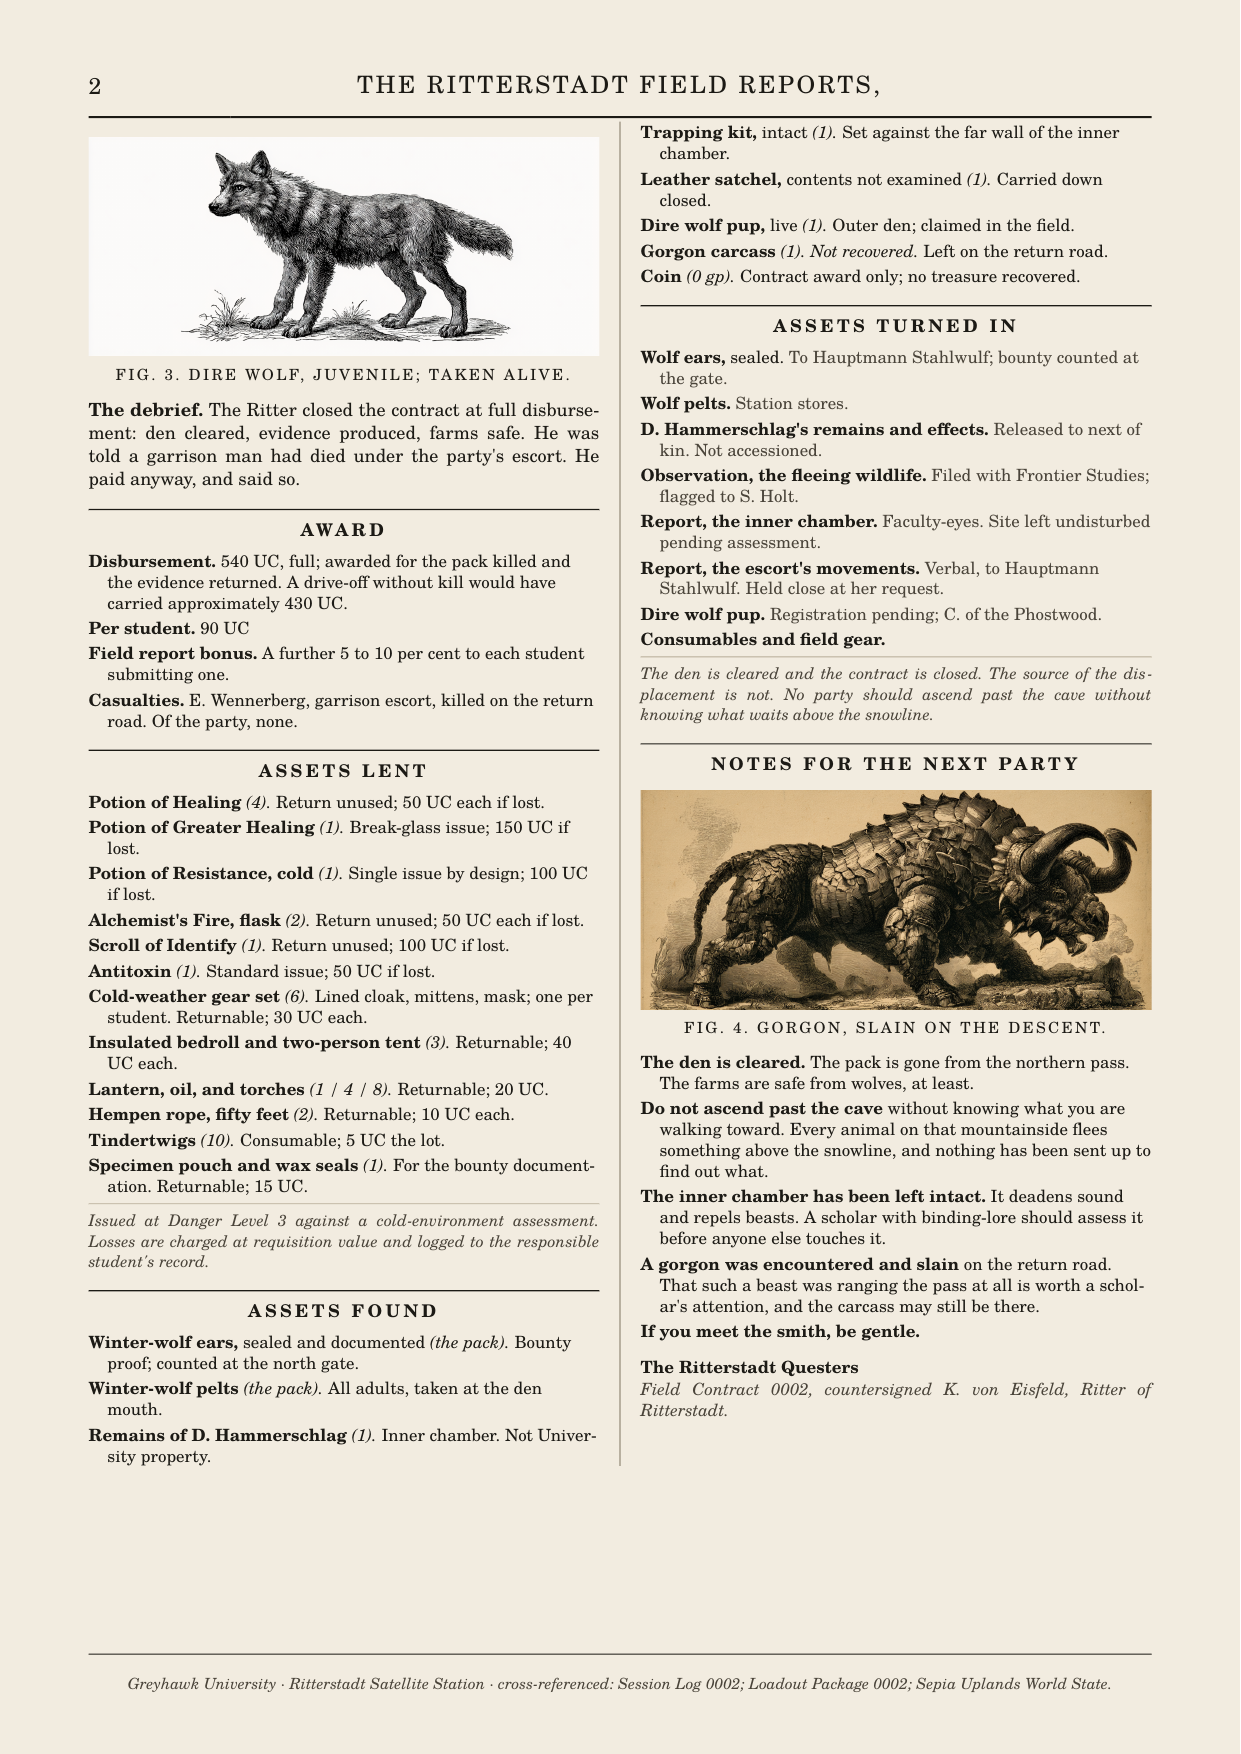 2
THE RITTERSTADT FIELD REPORTS,
FIG. 3. DIRE WOLF, JUVENILE; TAKEN ALIVE.
The debrief. The Ritter closed the contract at full disburse-
ment: den cleared, evidence produced, farms safe. He was
told a garrison man had died under the party's escort. He
paid anyway, and said so.
AWARD
Disbursement. 540 UC, full; awarded for the pack killed and
the evidence returned. A drive-off without kill would have
carried approximately 430 UC.
Per student. 90 UC
Field report bonus. A further 5 to 10 per cent to each student
submitting one.
Casualties. E. Wennerberg, garrison escort, killed on the return
road. Of the party, none.
ASSETS LENT
Potion of Healing (4). Return unused; 50 UC each if lost.
Potion of Greater Healing (1). Break-glass issue; 150 UC if
lost.
Potion of Resistance, cold (1). Single issue by design; 100 UC
if lost.
Alchemist's Fire, flask (2). Return unused; 50 UC each if lost.
Scroll of Identify (1). Return unused; 100 UC if lost.
Antitoxin (1). Standard issue; 50 UC if lost.
Cold-weather gear set (6). Lined cloak, mittens, mask; one per
student. Returnable; 30 UC each.
Insulated bedroll and two-person tent (3). Returnable; 40
UC each.
Lantern, oil, and torches (1 / 4 / 8). Returnable; 20 UC.
Hempen rope, fifty feet (2). Returnable; 10 UC each.
Tindertwigs (10). Consumable; 5 UC the lot.
Specimen pouch and wax seals (1). For the bounty document-
ation. Returnable; 15 UC.
Issued at Danger Level 3 against a cold-environment assessment.
Losses are charged at requisition value and logged to the responsible
student's record.
ASSETS FOUND
Winter-wolf ears, sealed and documented (the pack). Bounty
proof; counted at the north gate.
Winter-wolf pelts (the pack). All adults, taken at the den
mouth.
Remains of D. Hammerschlag (1). Inner chamber. Not Univer-
sity property.
Trapping kit, intact (1). Set against the far wall of the inner
chamber.
Leather satchel, contents not examined (1). Carried down
closed.
Dire wolf pup, live (1). Outer den; claimed in the field.
Gorgon carcass (1). Not recovered. Left on the return road.
Coin (0 gp). Contract award only; no treasure recovered.
ASSETS TURNED IN
Wolf ears, sealed. To Hauptmann Stahlwulf; bounty counted at
the gate.
Wolf pelts. Station stores.
D. Hammerschlag's remains and effects. Released to next of
kin. Not accessioned.
Observation, the fleeing wildlife. Filed with Frontier Studies;
flagged to S. Holt.
Report, the inner chamber. Faculty-eyes. Site left undisturbed
pending assessment.
Report, the escort's movements. Verbal, to Hauptmann
Stahlwulf. Held close at her request.
Dire wolf pup. Registration pending; C. of the Phostwood.
Consumables and field gear.
The den is cleared and the contract is closed. The source of the dis-
placement is not. No party should ascend past the cave without
knowing what waits above the snowline.
NOTES FOR THE NEXT PARTY
FIG. 4. GORGON, SLAIN ON THE DESCENT.
The den is cleared. The pack is gone from the northern pass.
The farms are safe from wolves, at least.
Do not ascend past the cave without knowing what you are
walking toward. Every animal on that mountainside flees
something above the snowline, and nothing has been sent up to
find out what.
The inner chamber has been left intact. It deadens sound
and repels beasts. A scholar with binding-lore should assess it
before anyone else touches it.
A gorgon was encountered and slain on the return road.
That such a beast was ranging the pass at all is worth a schol-
ar's attention, and the carcass may still be there.
If you meet the smith, be gentle.
The Ritterstadt Questers
Field Contract 0002, countersigned K. von Eisfeld, Ritter of
Ritterstadt.
Greyhawk University · Ritterstadt Satellite Station · cross-referenced: Session Log 0002; Loadout Package 0002; Sepia Uplands World State.